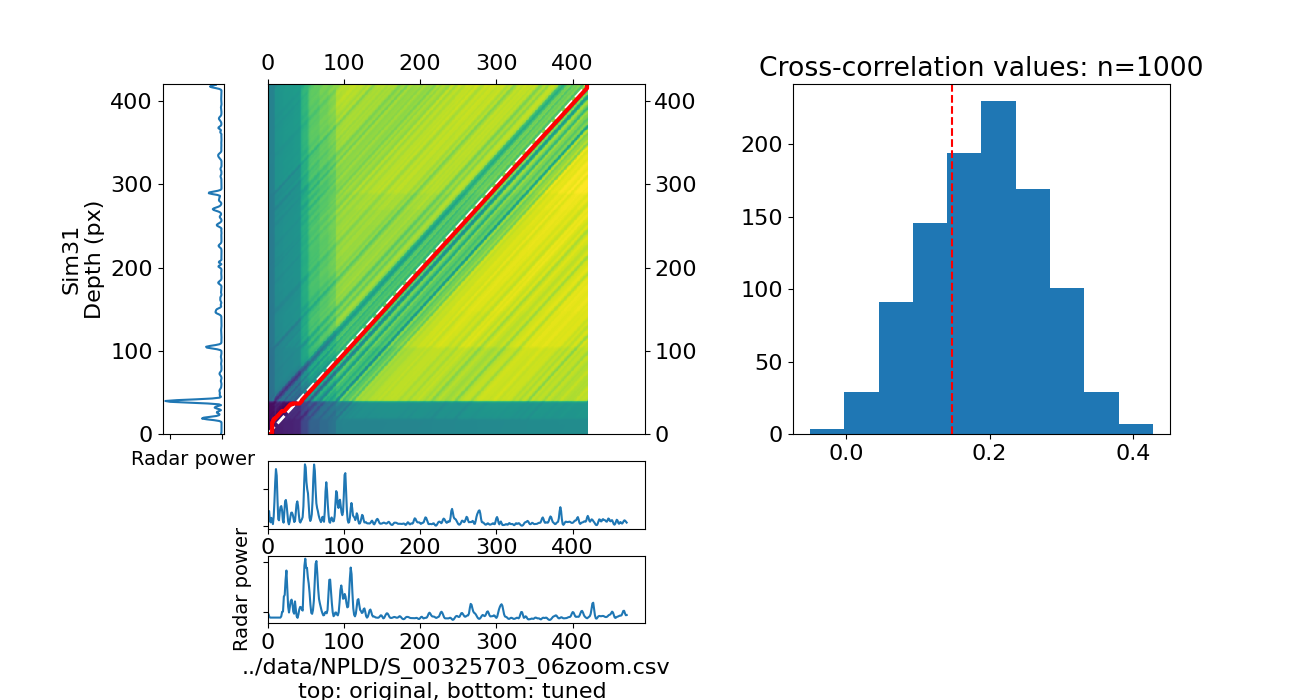 Cross-correlation values: n=1000
0 100 200 300 400
400
300
200
100
0
Sim31
Depth (px)
Radar power
400
300
200
100
0
200
150
100
50
0
0.0 0.2 0.4
0 100 200 300 400
Radar power
0 100 200 300 400
../data/NPLD/S_00325703_06zoom.csv
top: original, bottom: tuned